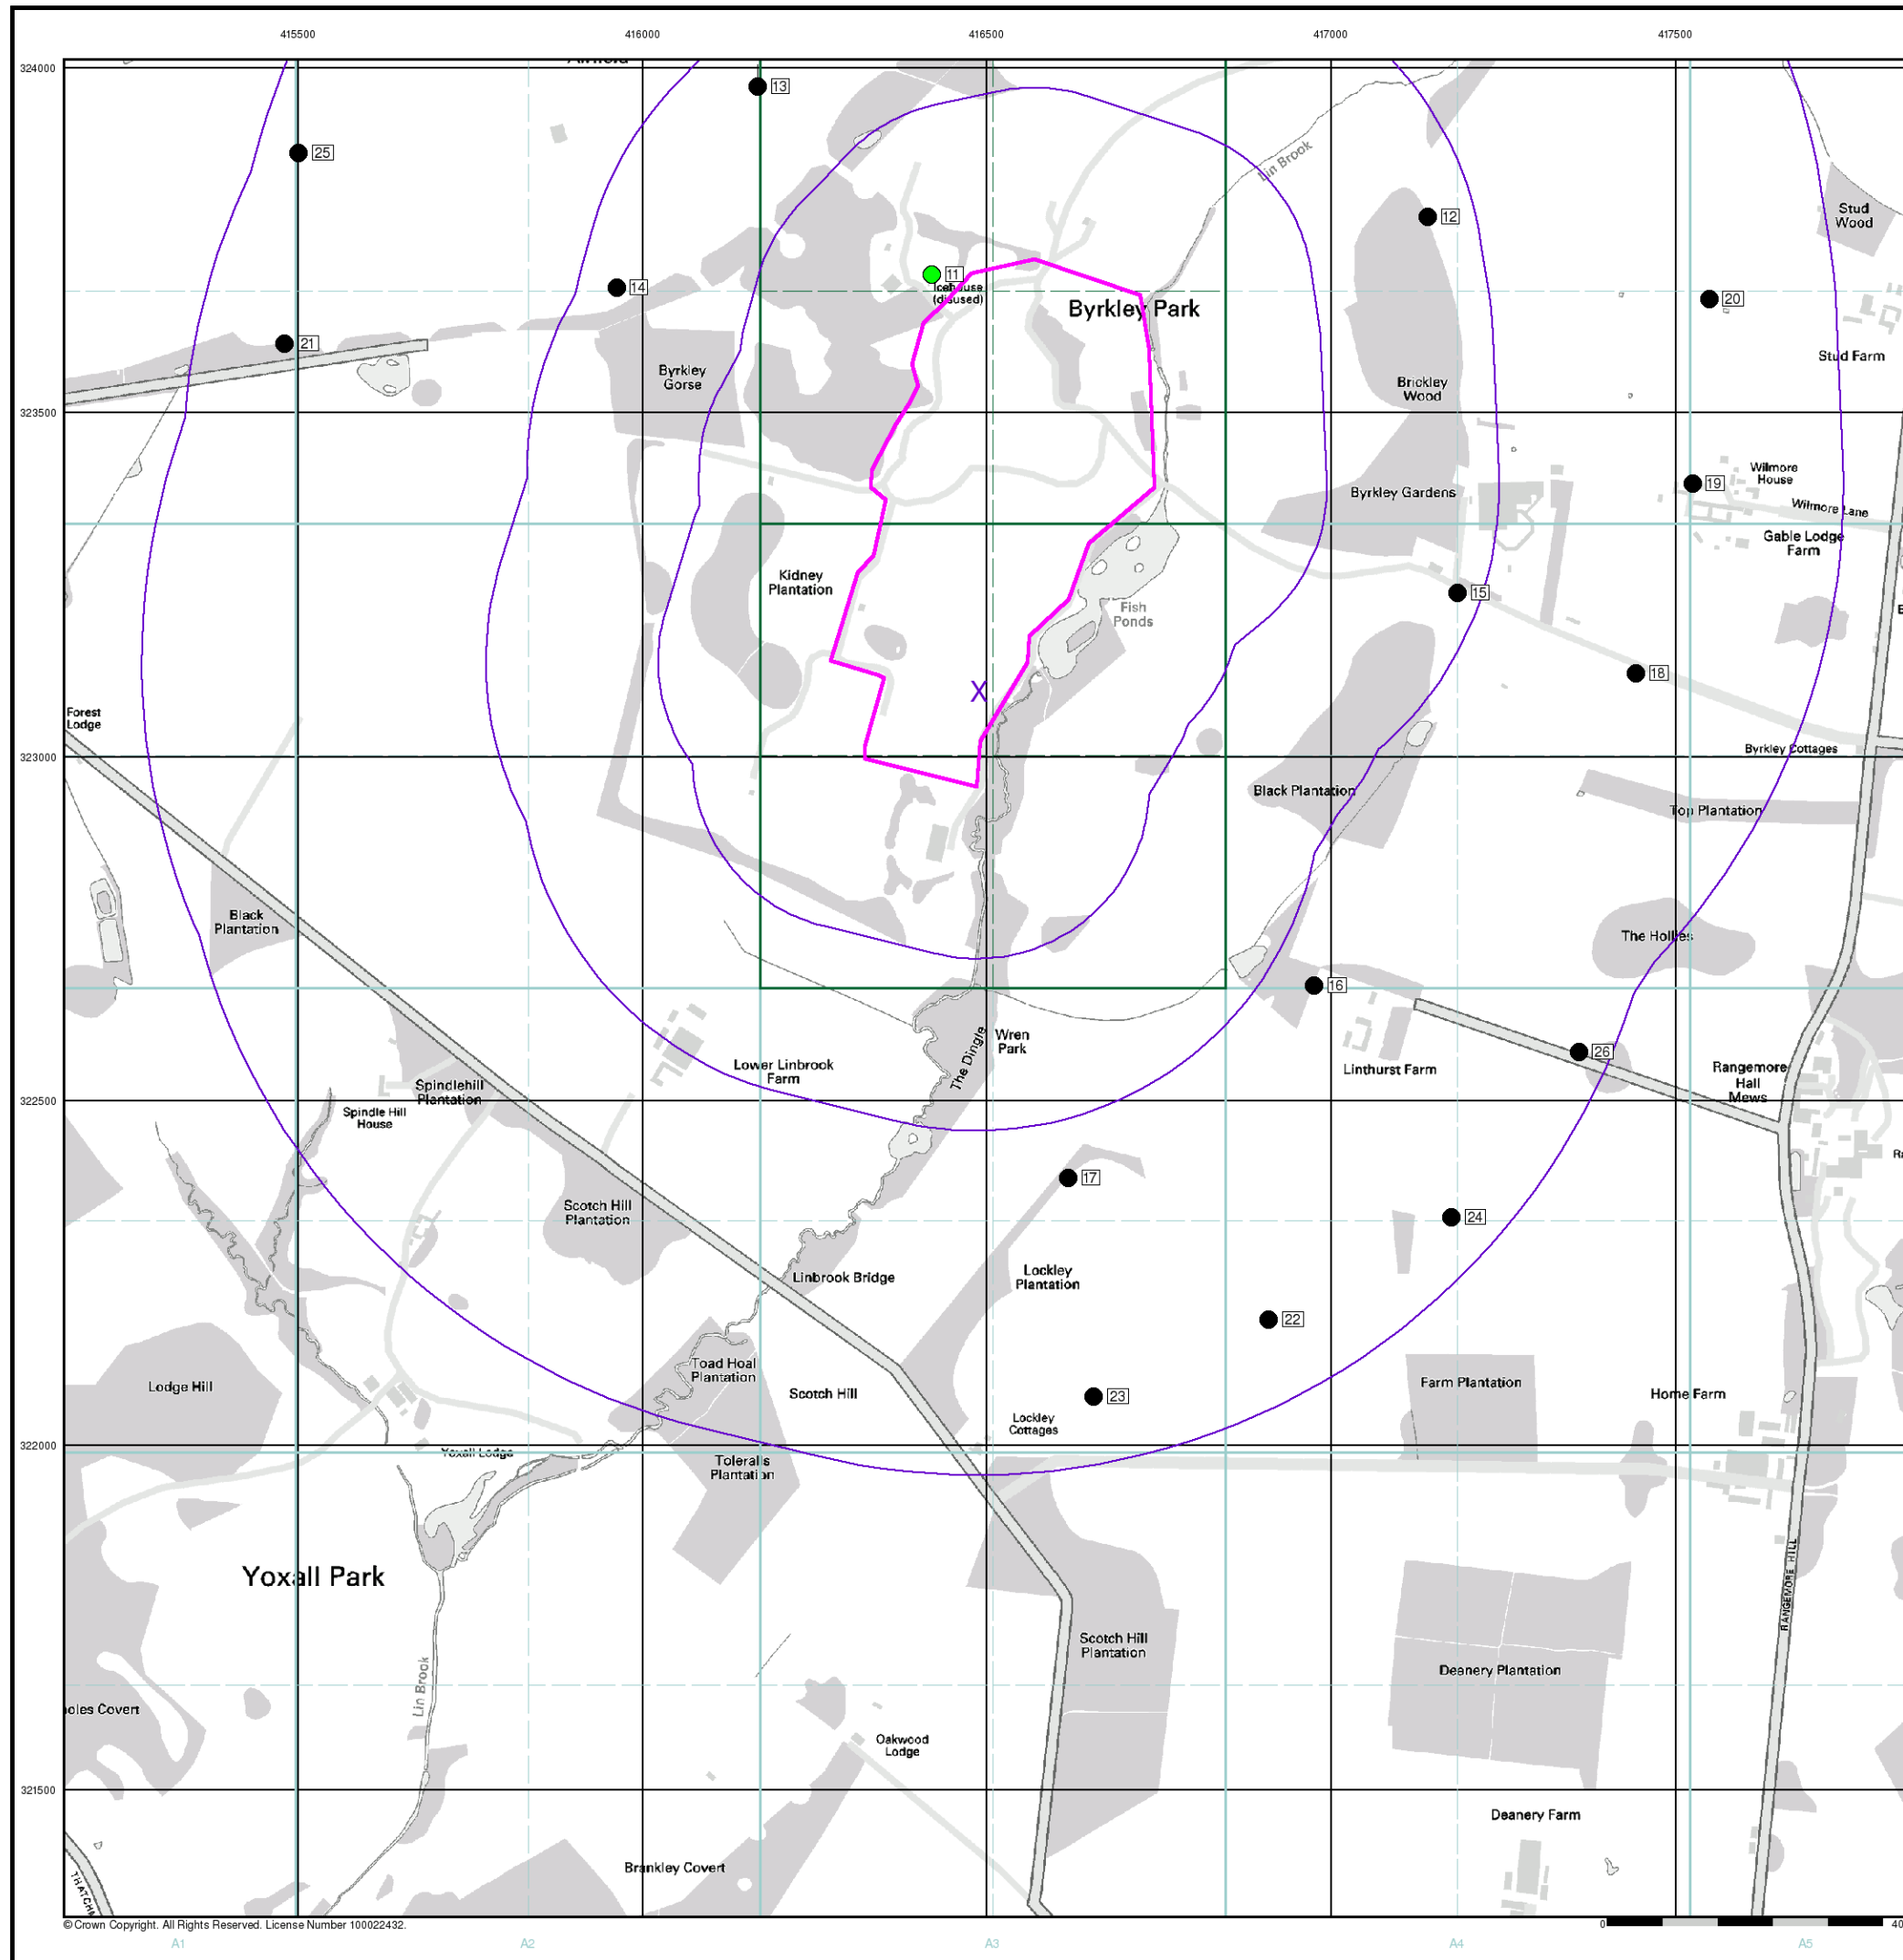 415500
416000
416500
417000
417500
324000
13
25
Lin Brook
Stud
Wood
12
11
Icehouse
(disused)
14
20
Byrkley Park
21
Stud Farm
Byrkley
Gorse
Brickley
Wood
323500
Wilmore
House
19
Byrkley Gardens
Wilmore Lane
Gable Lodge
Farm
Kidney
Plantation
15
Fish
Ponds
18
X
Forest
Lodge
Byrkley Cottages
323000
Black Plantation
Top Plantation
Black
Plantation
The Hollies
16
Wren
Park
The Dingle
26
Lower Linbrook
Farm
Linthurst Farm
Rangemore
Hall
Mews
Spindlehill
Plantation
322500
Spindle Hill
House
17
Scotch Hill
Plantation
24
Linbrook Bridge
Lockley
Plantation
22
Toad Hoal
Plantation
Lodge Hill
Scotch Hill
23
Farm Plantation
Home Farm
Lockley
Cottages
322000
Yoxall Lodge
Toleralls
Plantation
Yoxall Park
RANGEMORE HILL
Scotch Hill
Plantation
Deanery Plantation
Lin Brook
oles Covert
Oakwood
Lodge
321500
Deanery Farm
Brankley Covert
THATCH
© Crown Copyright. All Rights Reserved. License Number 100022432.
0
40
A1
A2
A3
A4
A5